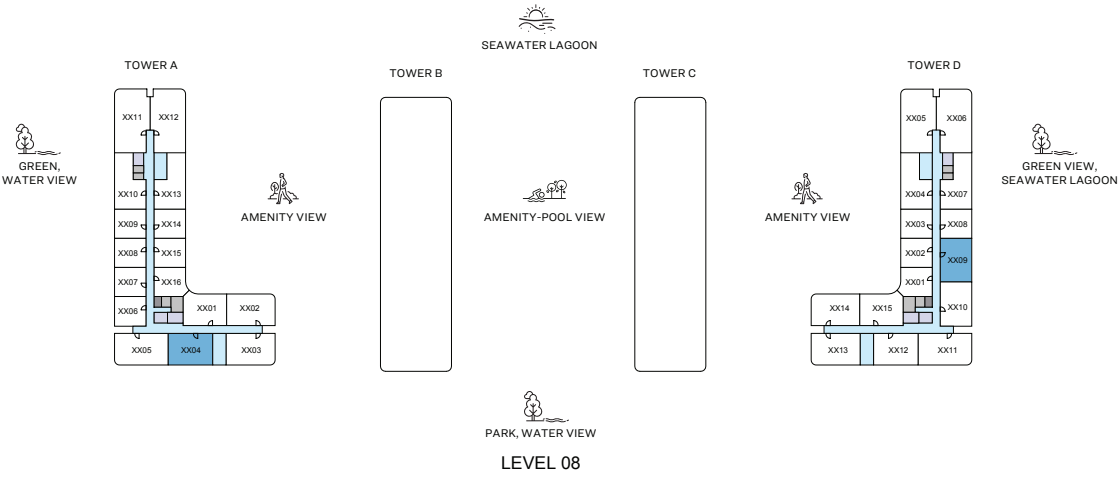 SEAWATER LAGOON
TOWER A
TOWER B
TOWER C
TOWER D
XX11 XX12
XX05 XX06
GREEN,
WATER VIEW
GREEN VIEW,
SEAWATER LAGOON
XX10 XX13
XX04 XX07
AMENITY VIEW
AMENITY-POOL VIEW
AMENITY VIEW
XX09 XX14
XX03 XX08
XX08 XX15
XX02 XX09
XX07 XX16
XX01
XX06 XX01 XX02
XX14 XX15 XX10
XX05 XX04 XX03
XX13 XX12 XX11
PARK, WATER VIEW
LEVEL 08